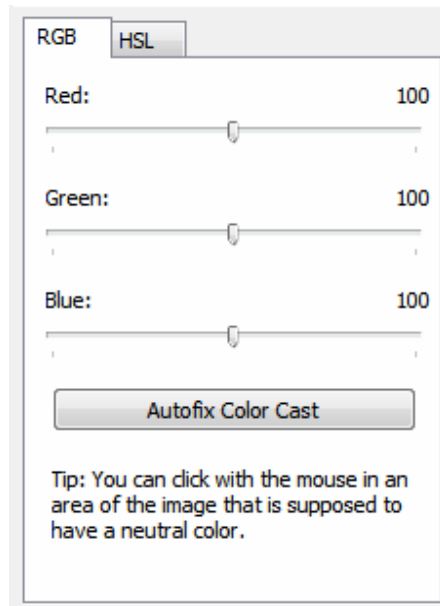 RGB
HSL
Red: 100
Green: 100
Blue: 100
Autofix Color Cast
Tip: You can click with the mouse in an
area of the image that is supposed to
have a neutral color.